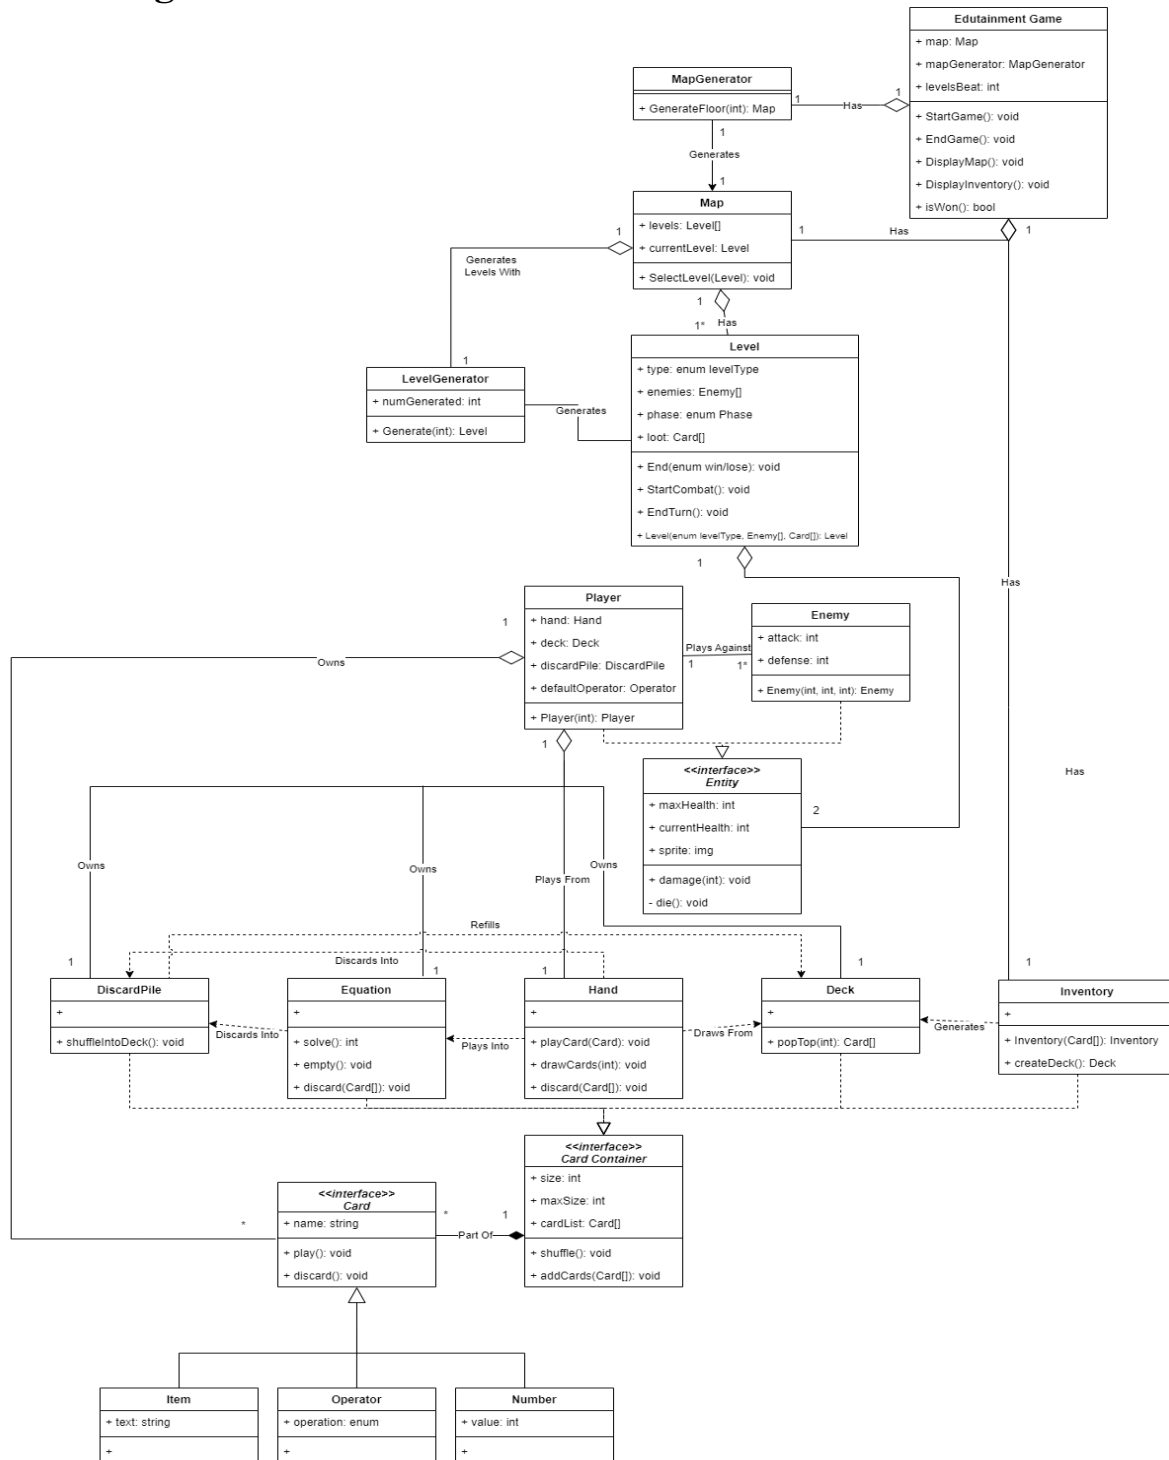 Edutainment Game
+ map: Map
+ mapGenerator: MapGenerator
+ levelsBeat: int
+ StartGame(): void
+ EndGame(): void
+ DisplayMap(): void
+ DisplayInventory(): void
+ isWon(): bool
MapGenerator
+ GenerateFloor(int): Map
1
Has
1
1
Generates
1
Map
+ levels: Level[]
+ currentLevel: Level
+ SelectLevel(Level): void
1
Has
1
1
Generates
Levels With
1
1
1*
Has
LevelGenerator
+ numGenerated: int
+ Generate(int): Level
Generates
Level
+ type: enum levelType
+ enemies: Enemy[]
+ phase: enum Phase
+ loot: Card[]
+ End(enum win/lose): void
+ StartCombat(): void
+ EndTurn(): void
+ Level(enum levelType, Enemy[], Card[]): Level
1
Has
Player
+ hand: Hand
+ deck: Deck
+ discardPile: DiscardPile
+ defaultOperator: Operator
+ Player(int): Player
1
Owns
Plays Against
1
1*
Enemy
+ attack: int
+ defense: int
+ Enemy(int, int, int): Enemy
1
<<interface>>
Entity
+ maxHealth: int
+ currentHealth: int
+ sprite: img
+ damage(int): void
- die(): void
2
Has
Owns
Owns
Plays From
Owns
Refills
Discards Into
1
1
1
1
1
DiscardPile
+
+ shuffleIntoDeck(): void
Discards Into
Equation
+
+ solve(): int
+ empty(): void
+ discard(Card[]): void
Plays Into
Hand
+
+ playCard(Card): void
+ drawCards(int): void
+ discard(Card[]): void
Draws From
Deck
+
+ popTop(int): Card[]
Generates
Inventory
+
+ Inventory(Card[]): Inventory
+ createDeck(): Deck
<<interface>>
Card Container
+ size: int
+ maxSize: int
+ cardList: Card[]
+ shuffle(): void
+ addCards(Card[]): void
*
<<interface>>
Card
+ name: string
+ play(): void
+ discard(): void
*
Part Of
1
Item
+ text: string
+
Operator
+ operation: enum
+
Number
+ value: int
+